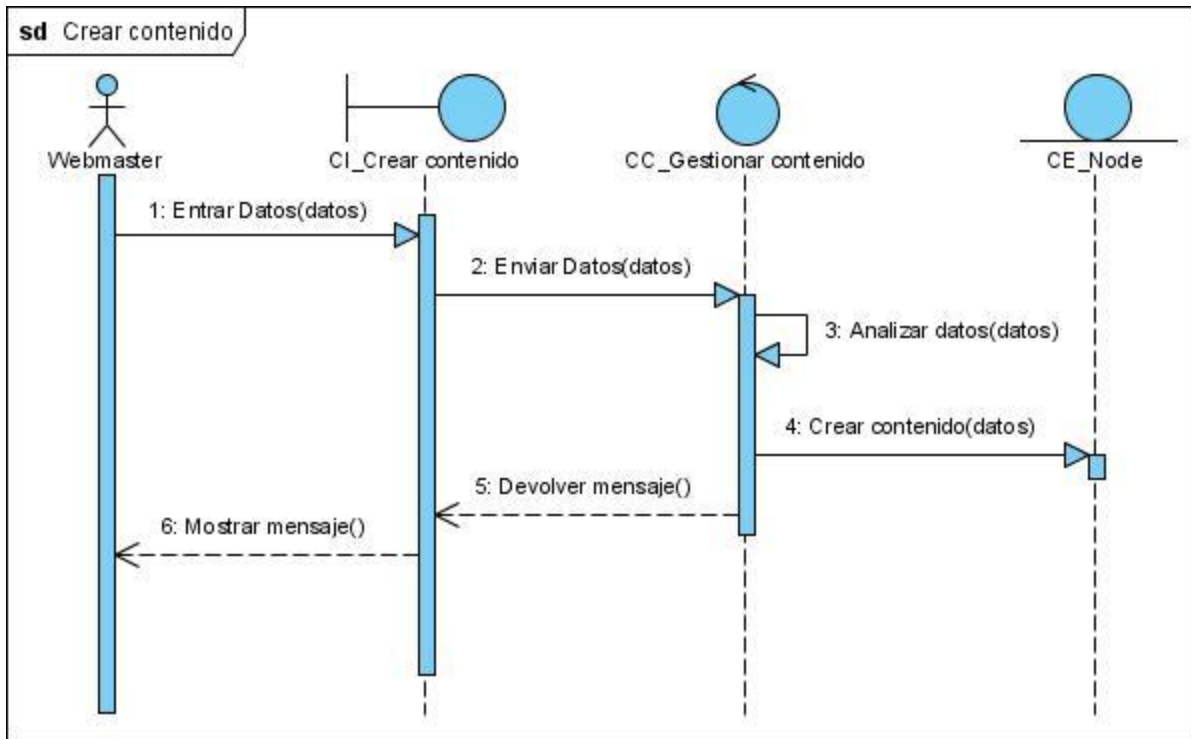 sd Crear contenido
Webmaster
CI_Crear contenido
CC_Gestionar contenido
CE_Node
1: Entrar Datos(datos)
2: Enviar Datos(datos)
3: Analizar datos(datos)
4: Crear contenido(datos)
5: Devolver mensaje()
6: Mostrar mensaje()